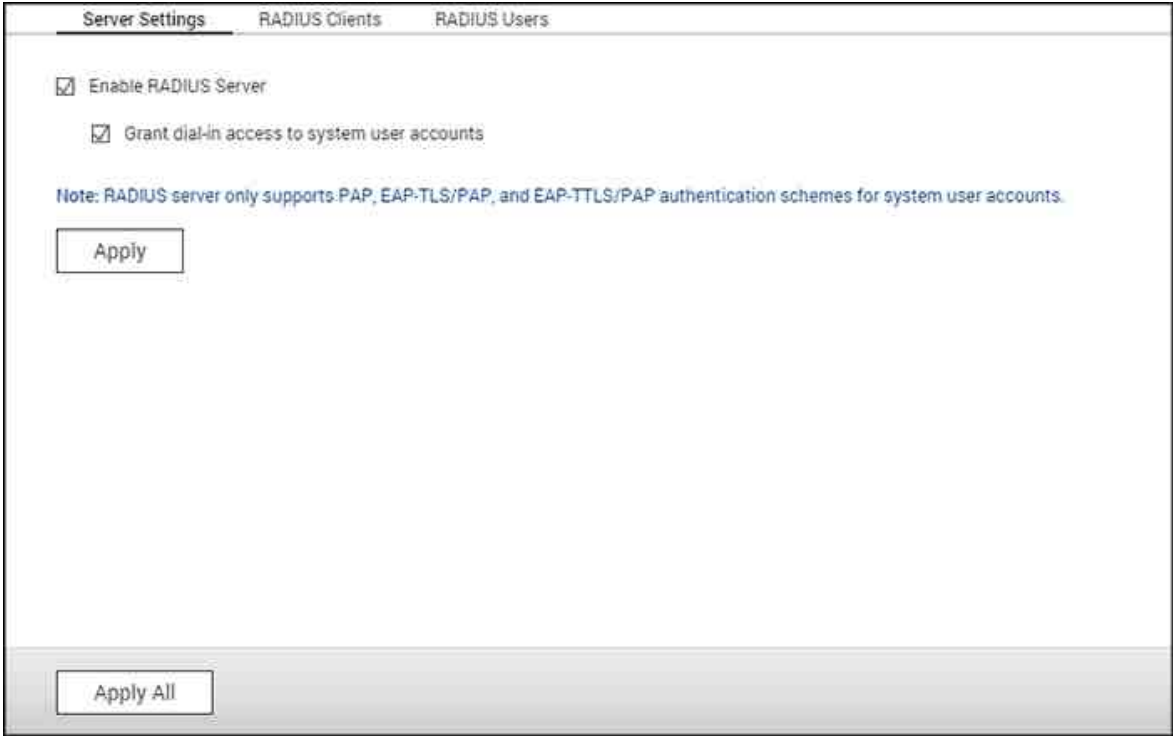 Server Settings RADIUS Clients RADIUS Users
Enable RADIUS Server
Grant dial-in access to system user accounts
Note: RADIUS server only supports PAP, EAP-TLS/PAP, and EAP-TTLS/PAP authentication schemes for system user accounts.
Apply
Apply All